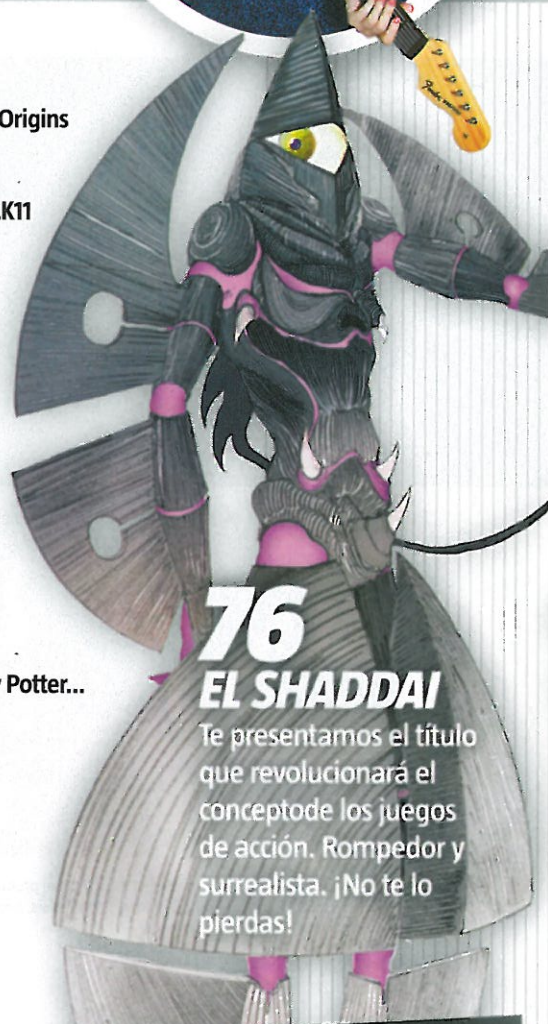 Origins
K11
76
EL SHADDAI
Te presentamos el título
que revolucionará el
conceptode los juegos
de acción. Rompedor y
surrealista. ¡No te lo
pierdas!
Potter...